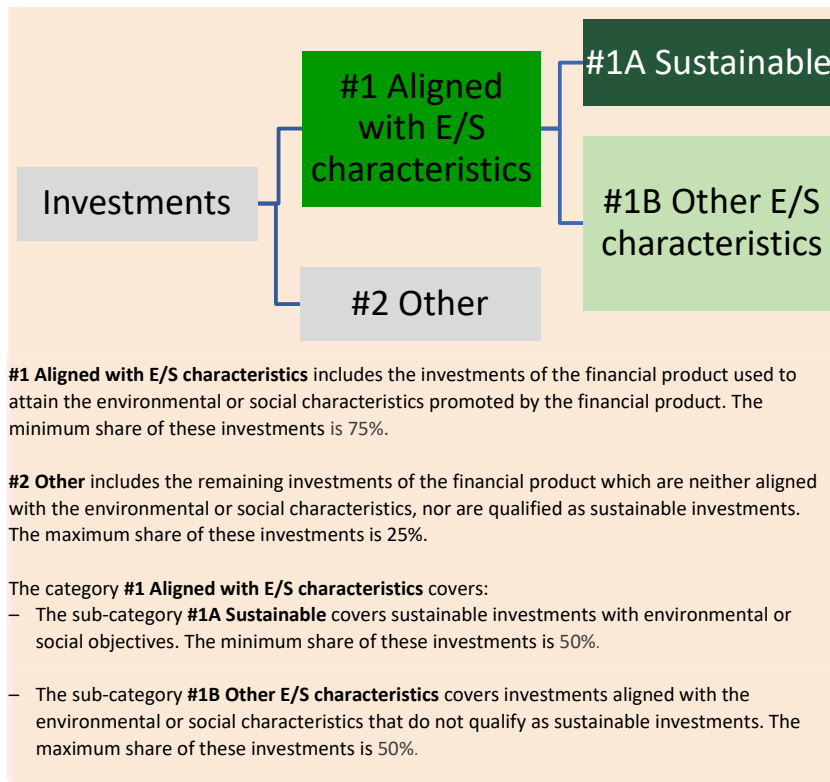 #1 Aligned
with E/S
characteristics
#1A Sustainable
Investments
#1B Other E/S
characteristics
#2 Other
#1 Aligned with E/S characteristics includes the investments of the financial product used to
attain the environmental or social characteristics promoted by the financial product. The
minimum share of these investments is 75%.
#2 Other includes the remaining investments of the financial product which are neither aligned
with the environmental or social characteristics, nor are qualified as sustainable investments.
The maximum share of these investments is 25%.
The category #1 Aligned with E/S characteristics covers:
– The sub-category #1A Sustainable covers sustainable investments with environmental or
social objectives. The minimum share of these investments is 50%.
– The sub-category #1B Other E/S characteristics covers investments aligned with the
environmental or social characteristics that do not qualify as sustainable investments. The
maximum share of these investments is 50%.